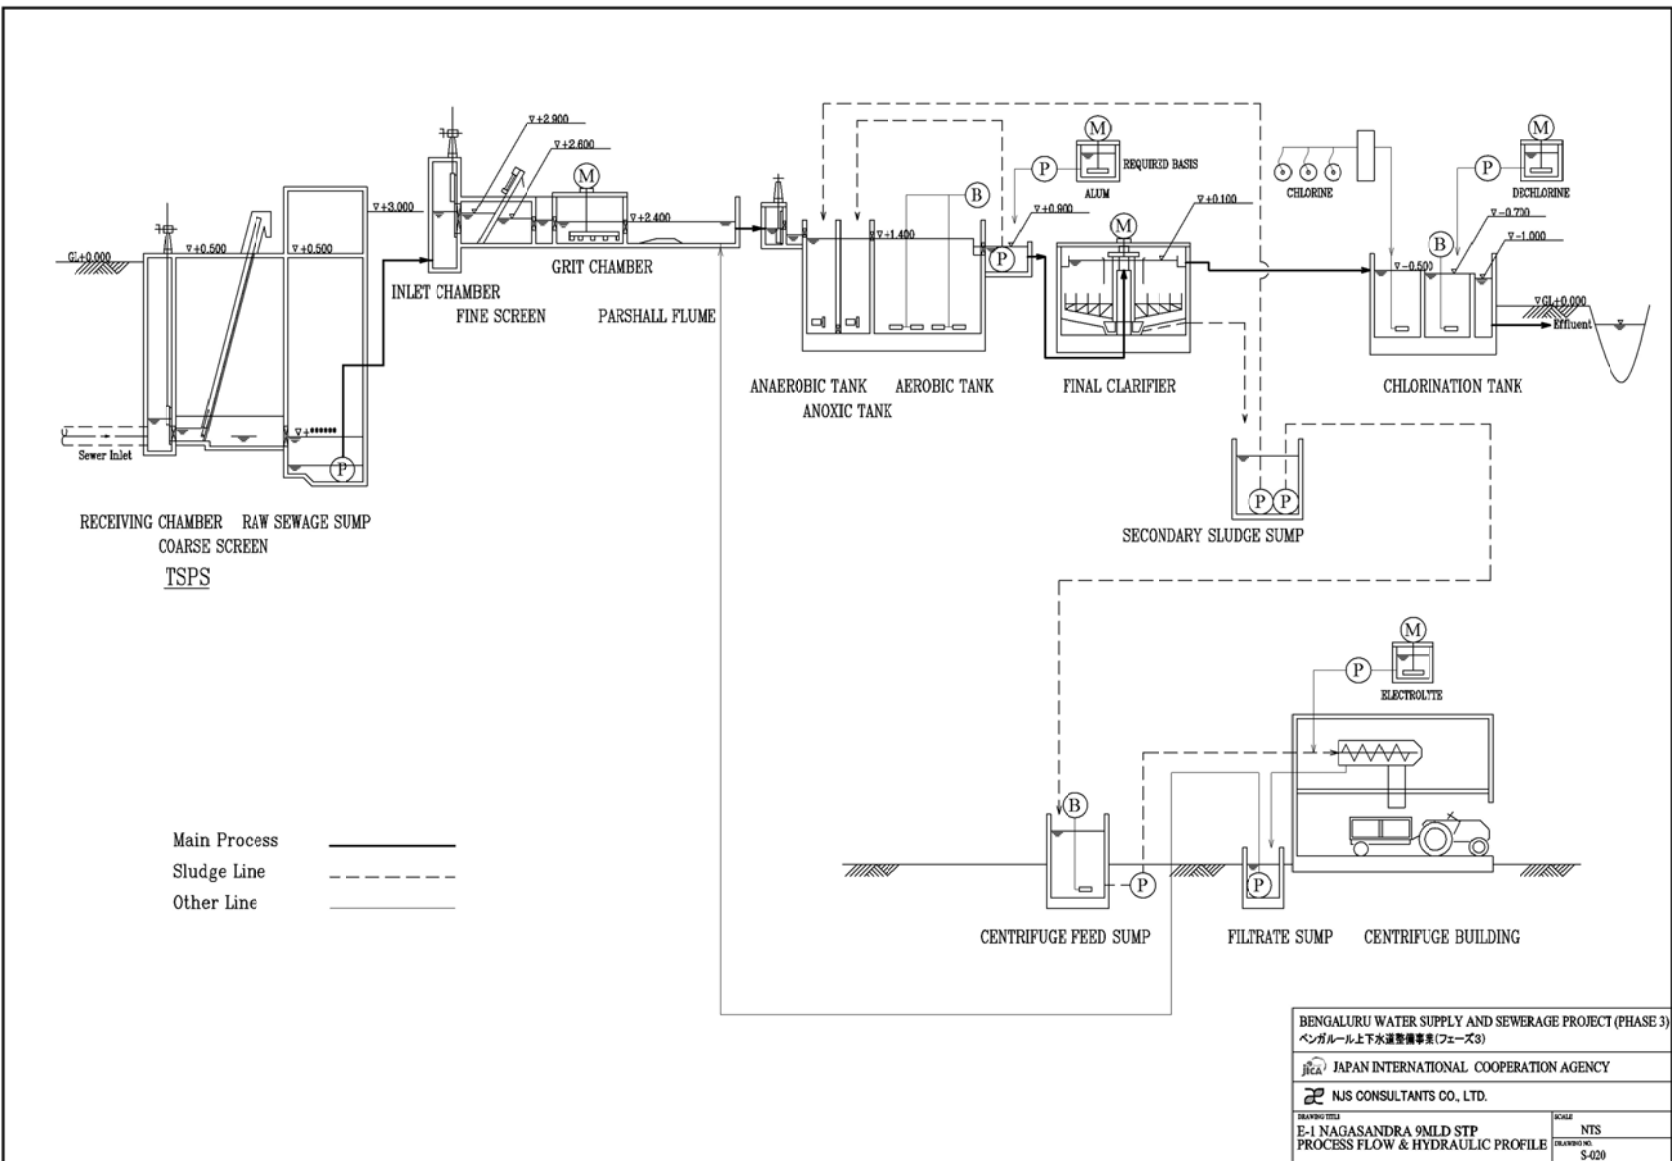 ▽+2.900
▽+2.600
▽+3.000
M
▽+2.400
GL±0.000
▽+0.500
▽+0.500
GRIT CHAMBER
INLET CHAMBER
FINE SCREEN
PARSHALL FLUME
Sewer Inlet
▽+******
P
RECEIVING CHAMBER
RAW SEWAGE SUMP
COARSE SCREEN
TSPS
M
P
REQUIRED BASIS
ALUM
B
▽+0.900
▽+1.400
P
M
▽+0.100
ANAEROBIC TANK
AEROBIC TANK
ANOXIC TANK
FINAL CLARIFIER
CHLORINE
M
P
DECHLORINE
▽-0.700
B
▽-1.000
▽-0.500
▽GL±0.000
Effluent
CHLORINATION TANK
P
P
SECONDARY SLUDGE SUMP
M
P
ELECTROLYTE
B
P
P
CENTRIFUGE FEED SUMP
FILTRATE SUMP
CENTRIFUGE BUILDING
Main Process
Sludge Line
Other Line
BENGALURU WATER SUPPLY AND SEWERAGE PROJECT (PHASE 3)
ベンガルール上下水道整備事業(フェーズ3)
JICA JAPAN INTERNATIONAL COOPERATION AGENCY
NJS CONSULTANTS CO., LTD.
DRAWING TITLE
E-1 NAGASANDRA 9MLD STP
PROCESS FLOW & HYDRAULIC PROFILE
SCALE
NTS
DRAWING NO.
S-020